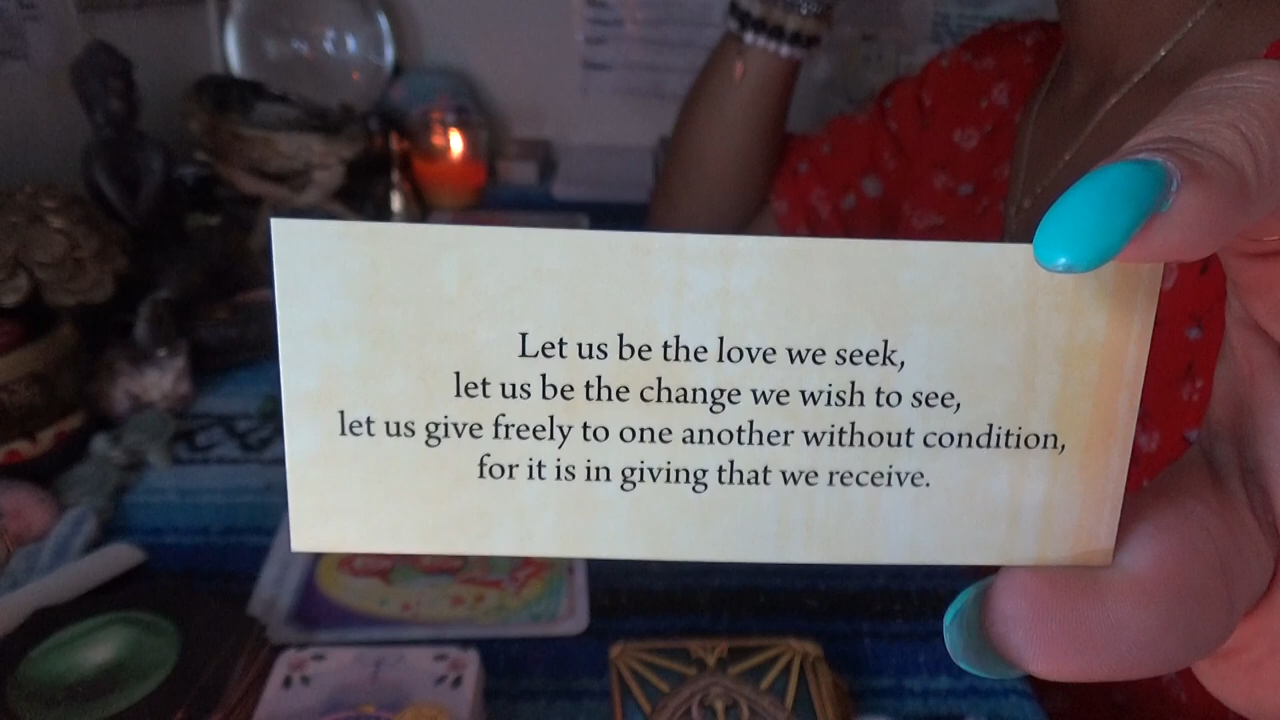 Let us be the love we seek,
let us be the change we wish to see,
let us give freely to one another without condition,
for it is in giving that we receive.